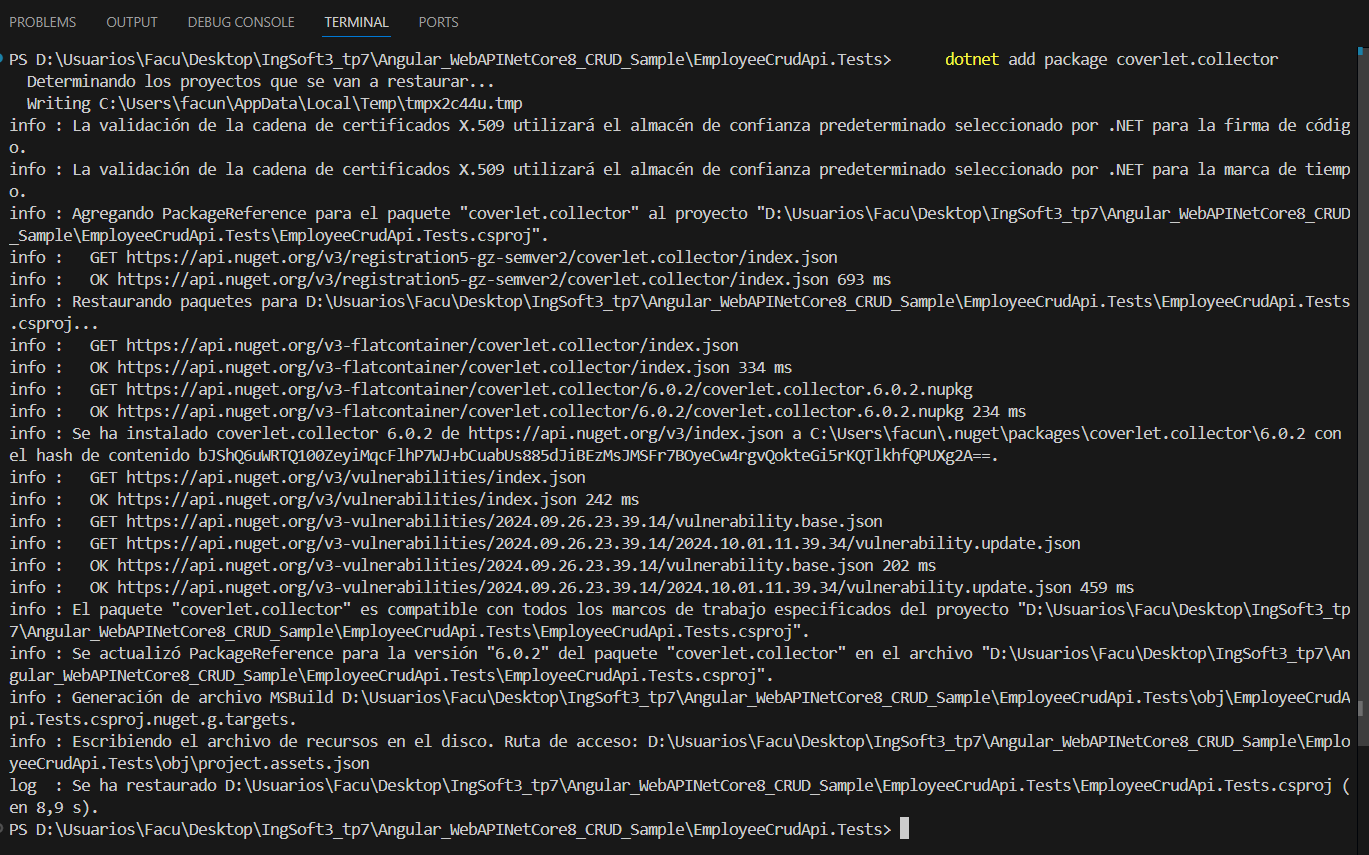 PROBLEMS OUTPUT DEBUG CONSOLE TERMINAL PORTS
PS D:\Usuarios\Facu\Desktop\IngSoft3_tp7\Angular_WebAPINetCore8_CRUD_Sample\EmployeeCrudApi.Tests> dotnet add package coverlet.collector
Determinando los proyectos que se van a restaurar...
Writing C:\Users\facun\AppData\Local\Temp\tmpx2c44u.tmp
info : La validación de la cadena de certificados X.509 utilizará el almacén de confianza predeterminado seleccionado por .NET para la firma de códig
o.
info : La validación de la cadena de certificados X.509 utilizará el almacén de confianza predeterminado seleccionado por .NET para la marca de tiemp
o.
info : Agregando PackageReference para el paquete "coverlet.collector" al proyecto "D:\Usuarios\Facu\Desktop\IngSoft3_tp7\Angular_WebAPINetCore8_CRUD
_Sample\EmployeeCrudApi.Tests\EmployeeCrudApi.Tests.csproj".
info :   GET https://api.nuget.org/v3/registration5-gz-semver2/coverlet.collector/index.json
info :   OK https://api.nuget.org/v3/registration5-gz-semver2/coverlet.collector/index.json 693 ms
info : Restaurando paquetes para D:\Usuarios\Facu\Desktop\IngSoft3_tp7\Angular_WebAPINetCore8_CRUD_Sample\EmployeeCrudApi.Tests\EmployeeCrudApi.Tests
.csproj...
info :   GET https://api.nuget.org/v3-flatcontainer/coverlet.collector/index.json
info :   OK https://api.nuget.org/v3-flatcontainer/coverlet.collector/index.json 334 ms
info :   GET https://api.nuget.org/v3-flatcontainer/coverlet.collector/6.0.2/coverlet.collector.6.0.2.nupkg
info :   OK https://api.nuget.org/v3-flatcontainer/coverlet.collector/6.0.2/coverlet.collector.6.0.2.nupkg 234 ms
info : Se ha instalado coverlet.collector 6.0.2 de https://api.nuget.org/v3/index.json a C:\Users\facun\.nuget\packages\coverlet.collector\6.0.2 con
el hash de contenido bJShQ6uWRTQ100ZeyiMqcFlhP7WJ+bCuabUs885dJiBEzMsJMSFr7BOyeCw4rgvQokteGi5rKQTlkhfQPUXg2A==.
info :   GET https://api.nuget.org/v3/vulnerabilities/index.json
info :   OK https://api.nuget.org/v3/vulnerabilities/index.json 242 ms
info :   GET https://api.nuget.org/v3-vulnerabilities/2024.09.26.23.39.14/vulnerability.base.json
info :   GET https://api.nuget.org/v3-vulnerabilities/2024.09.26.23.39.14/2024.10.01.11.39.34/vulnerability.update.json
info :   OK https://api.nuget.org/v3-vulnerabilities/2024.09.26.23.39.14/vulnerability.base.json 202 ms
info :   OK https://api.nuget.org/v3-vulnerabilities/2024.09.26.23.39.14/2024.10.01.11.39.34/vulnerability.update.json 459 ms
info : El paquete "coverlet.collector" es compatible con todos los marcos de trabajo especificados del proyecto "D:\Usuarios\Facu\Desktop\IngSoft3_tp
7\Angular_WebAPINetCore8_CRUD_Sample\EmployeeCrudApi.Tests\EmployeeCrudApi.Tests.csproj".
info : Se actualizó PackageReference para la versión "6.0.2" del paquete "coverlet.collector" en el archivo "D:\Usuarios\Facu\Desktop\IngSoft3_tp7\An
gular_WebAPINetCore8_CRUD_Sample\EmployeeCrudApi.Tests\EmployeeCrudApi.Tests.csproj".
info : Generación de archivo MSBuild D:\Usuarios\Facu\Desktop\IngSoft3_tp7\Angular_WebAPINetCore8_CRUD_Sample\EmployeeCrudApi.Tests\obj\EmployeeCrudA
pi.Tests.csproj.nuget.g.targets.
info : Escribiendo el archivo de recursos en el disco. Ruta de acceso: D:\Usuarios\Facu\Desktop\IngSoft3_tp7\Angular_WebAPINetCore8_CRUD_Sample\Emplo
yeeCrudApi.Tests\obj\project.assets.json
log  : Se ha restaurado D:\Usuarios\Facu\Desktop\IngSoft3_tp7\Angular_WebAPINetCore8_CRUD_Sample\EmployeeCrudApi.Tests\EmployeeCrudApi.Tests.csproj (
en 8,9 s).
PS D:\Usuarios\Facu\Desktop\IngSoft3_tp7\Angular_WebAPINetCore8_CRUD_Sample\EmployeeCrudApi.Tests>